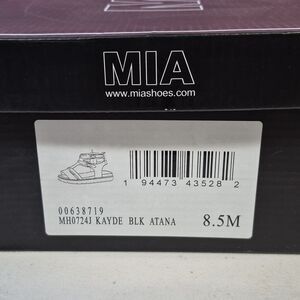 MIA
www.miashoes.com
1 94473 43528 2
00638719
MH0724J KAYDE BLK ATANA 8.5M